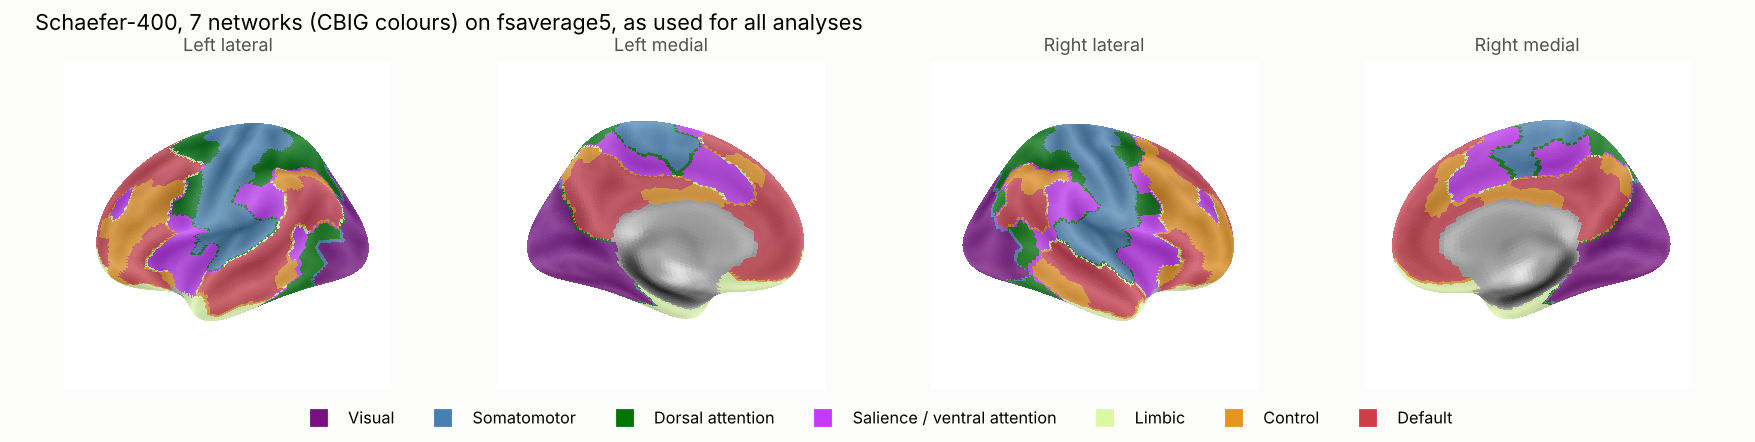 Schaefer-400, 7 networks (CBIG colours) on fsaverage5, as used for all analyses
Left lateral
Left medial
Right lateral
Right medial
Visual
Somatomotor
Dorsal attention
Salience / ventral attention
Limbic
Control
Default